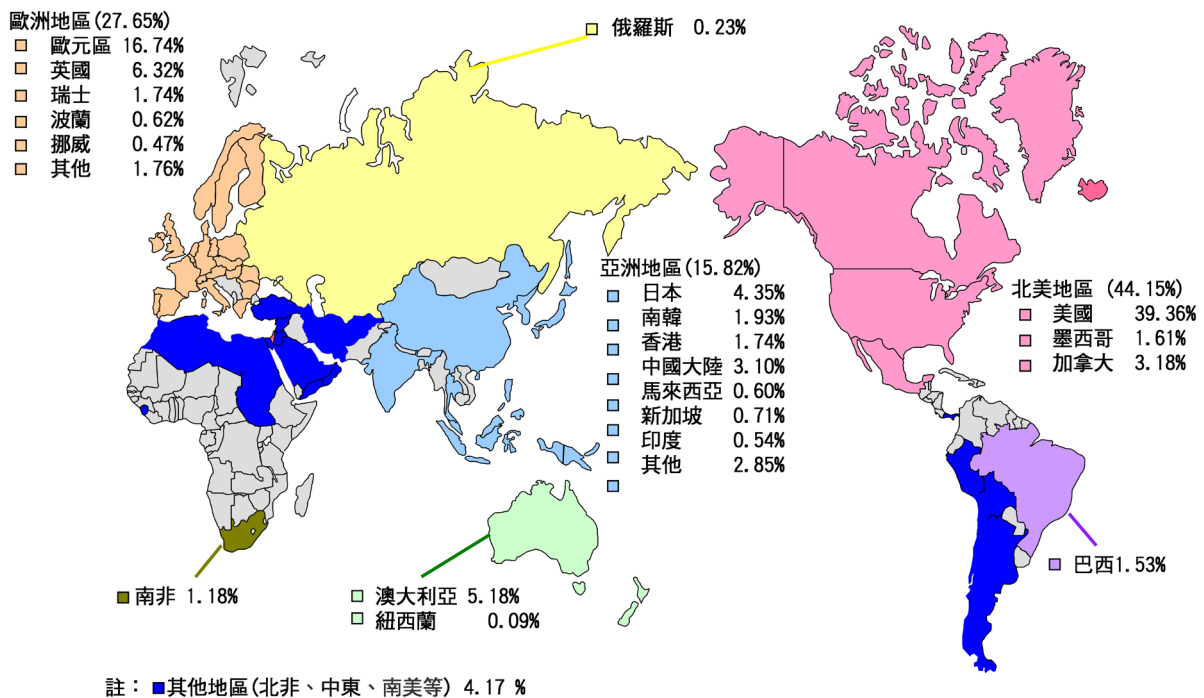 歐洲地區(27.65%)
歐元區 16.74%
英國 6.32%
瑞士 1.74%
波蘭 0.62%
挪威 0.47%
其他 1.76%
俄羅斯 0.23%
亞洲地區(15.82%)
日本 4.35%
南韓 1.93%
香港 1.74%
中國大陸 3.10%
馬來西亞 0.60%
新加坡 0.71%
印度 0.54%
其他 2.85%
北美地區 (44.15%)
美國 39.36%
墨西哥 1.61%
加拿大 3.18%
南非 1.18%
澳大利亞 5.18%
紐西蘭 0.09%
巴西1.53%
註：其他地區(北非、中東、南美等) 4.17 %